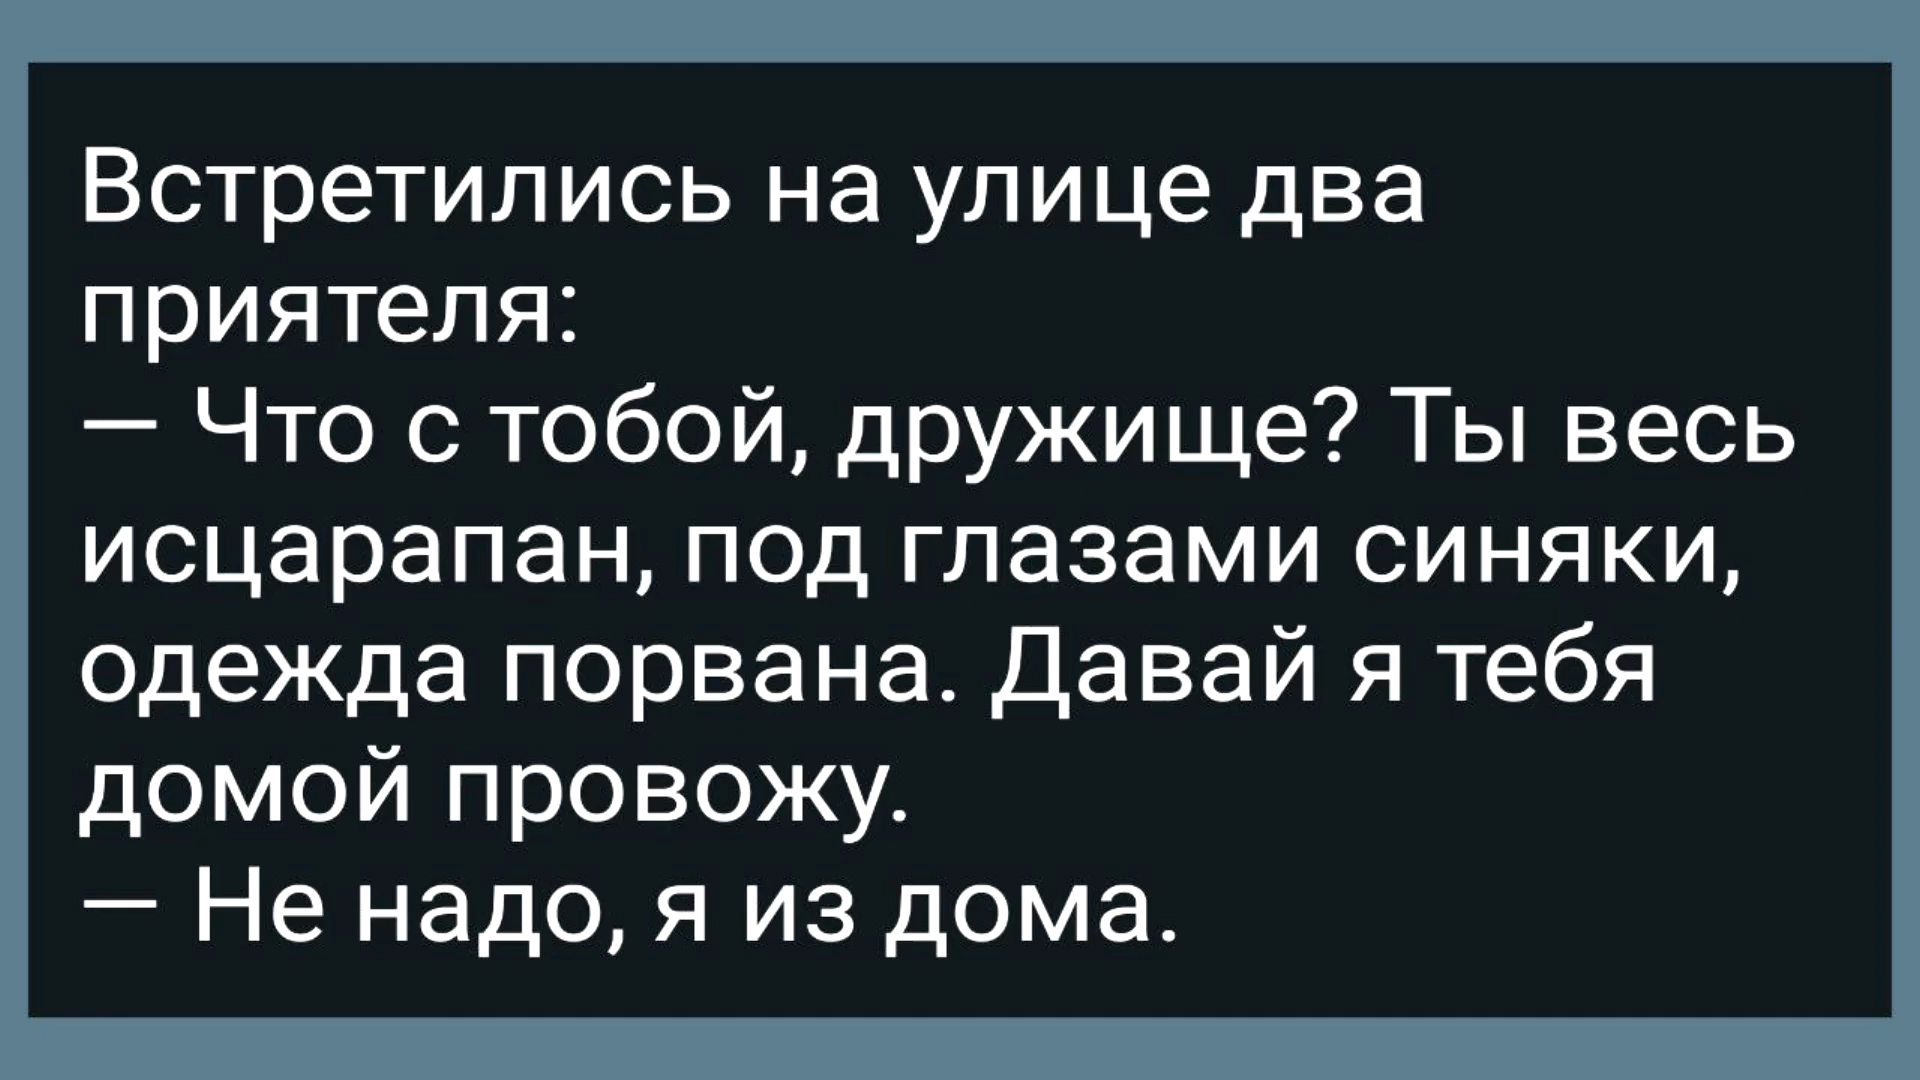 Встретились на улице два
приятеля:
— Что с тобой, дружище? Ты весь
исцарапан, под глазами синяки,
одежда порвана. Давай я тебя
домой провожу.
— Не надо, я из дома.